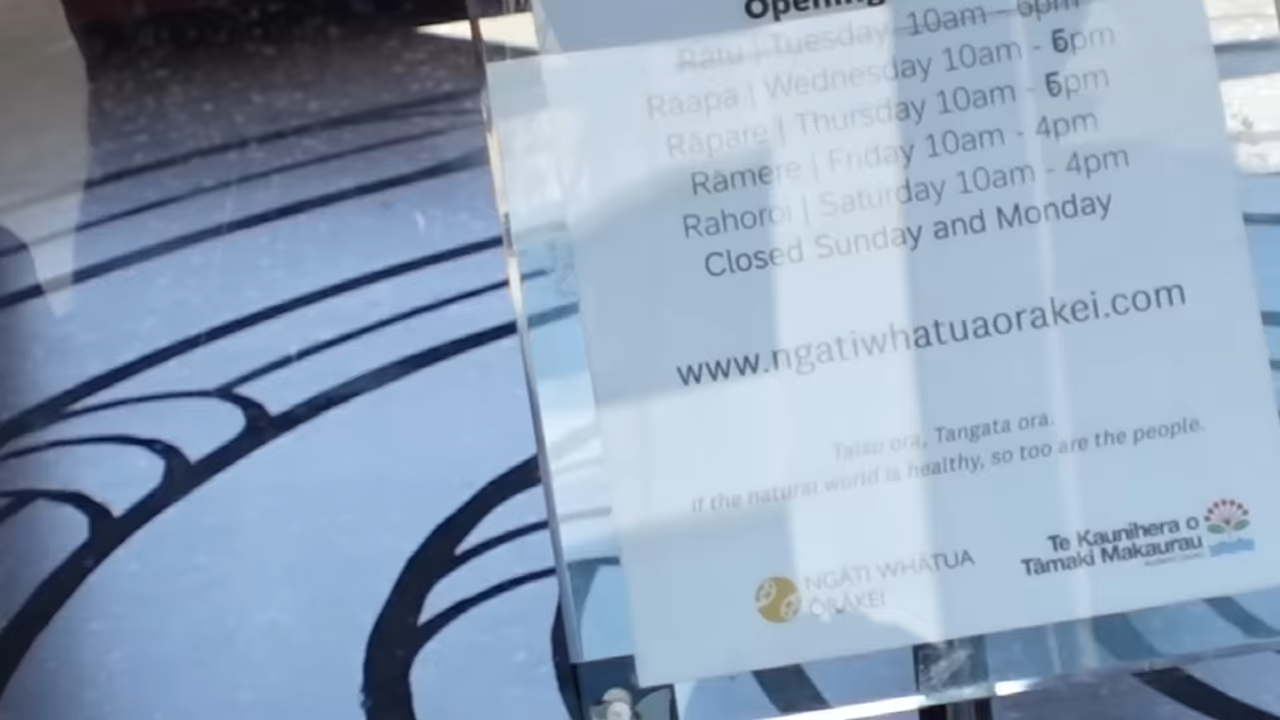 Opening
Rātu | Tuesday 10am - 6pm
Raapa | Wednesday 10am - 6pm
Rāpare | Thursday 10am - 6pm
Rāmere | Friday 10am - 4pm
Rahoroi | Saturday 10am - 4pm
Closed Sunday and Monday
www.ngatiwhatuaorakei.com
Taiao ora, Tangata ora.
If the natural world is healthy, so too are the people.
NGĀTI WHĀTUA
ŌRĀKEI
Te Kaunihera o
Tāmaki Makaurau